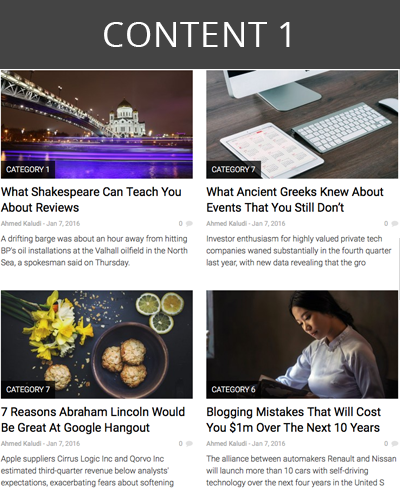 CONTENT 1
CATEGORY 1
What Shakespeare Can Teach You
About Reviews
Ahmed Kaludi - Jan 7, 2016
0
A drifting barge was about an hour away from hitting
BP's oil installations at the Valhall oilfield in the North
Sea, a spokesman said on Thursday.
CATEGORY 7
What Ancient Greeks Knew About
Events That You Still Don't
Ahmed Kaludi - Jan 7, 2016
0
Investor enthusiasm for highly valued private tech
companies waned substantially in the fourth quarter
last year, with new data revealing that the gro
CATEGORY 7
7 Reasons Abraham Lincoln Would
Be Great At Google Hangout
Ahmed Kaludi - Jan 7, 2016
0
Apple suppliers Cirrus Logic Inc and Qorvo Inc
estimated third-quarter revenue below analysts'
expectations, exacerbating fears about softening
CATEGORY 6
Blogging Mistakes That Will Cost
You $1m Over The Next 10 Years
Ahmed Kaludi - Jan 7, 2016
0
The alliance between automakers Renault and Nissan
will launch more than 10 cars with self-driving
technology over the next four years in the United S